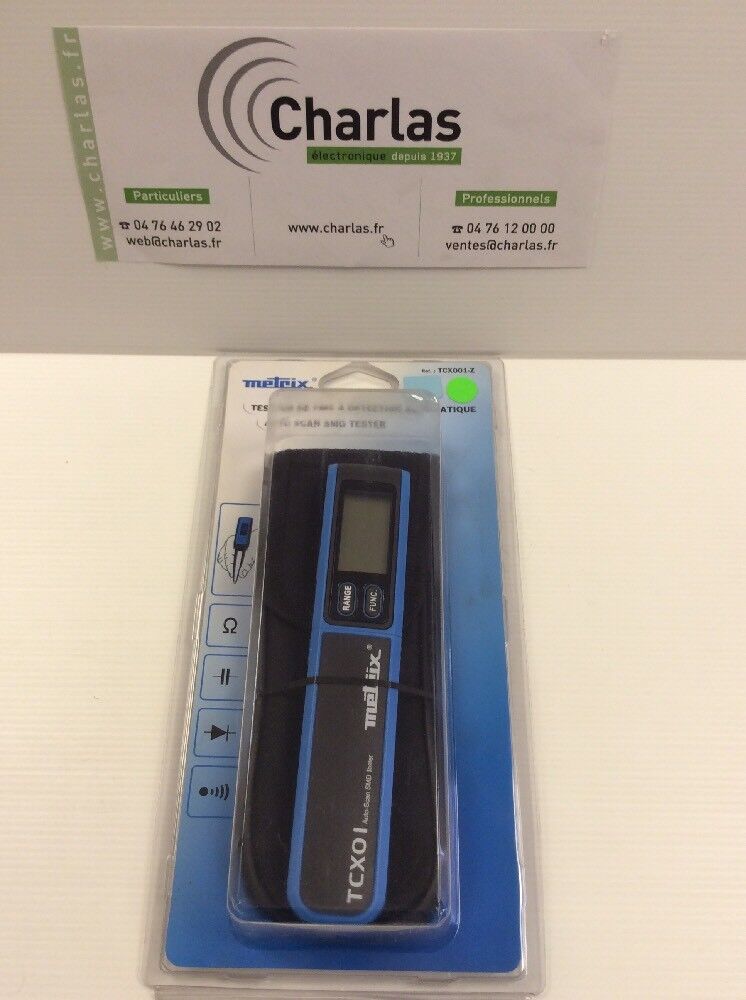 www.charlas.fr
Charlas
électronique depuis 1937
Particuliers
☎ 04 76 46 29 02
web@charlas.fr
www.charlas.fr
Professionnels
☎ 04 76 12 00 00
ventes@charlas.fr
metrix®
Ref. : TCX001-Z
AUTO SCAN SMD TESTER
RANGE
FUNC.
Ω
metrix®
TCX01 Auto-Scan SMD tester